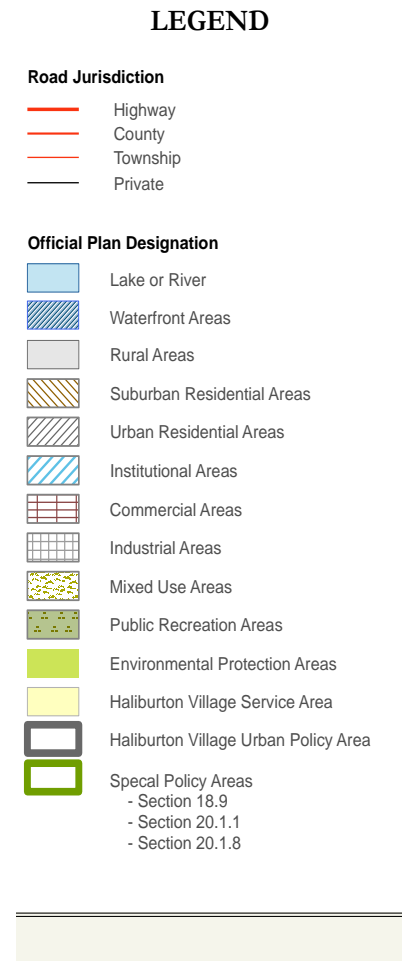 LEGEND
Road Jurisdiction
Highway
County
Township
Private
Official Plan Designation
Lake or River
Waterfront Areas
Rural Areas
Suburban Residential Areas
Urban Residential Areas
Institutional Areas
Commercial Areas
Industrial Areas
Mixed Use Areas
Public Recreation Areas
Environmental Protection Areas
Haliburton Village Service Area
Haliburton Village Urban Policy Area
Specal Policy Areas
- Section 18.9
- Section 20.1.1
- Section 20.1.8